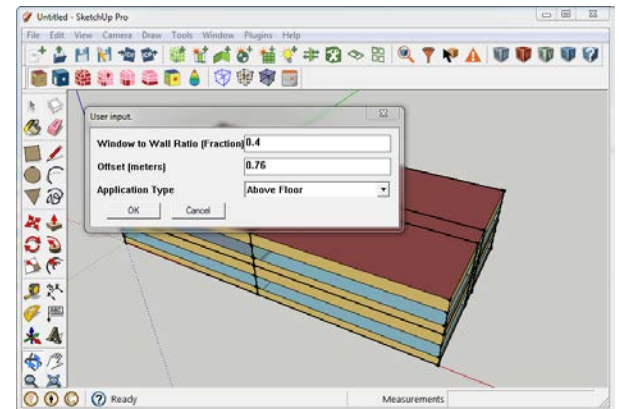 Untitled - SketchUp Pro
File Edit View Camera Draw Tools Window Plugins Help
User input.
Window to Wall Ratio (Fraction) 0.4
Offset (meters) 0.76
Application Type Above Floor
OK Cancel
ABC
Ready Measurements